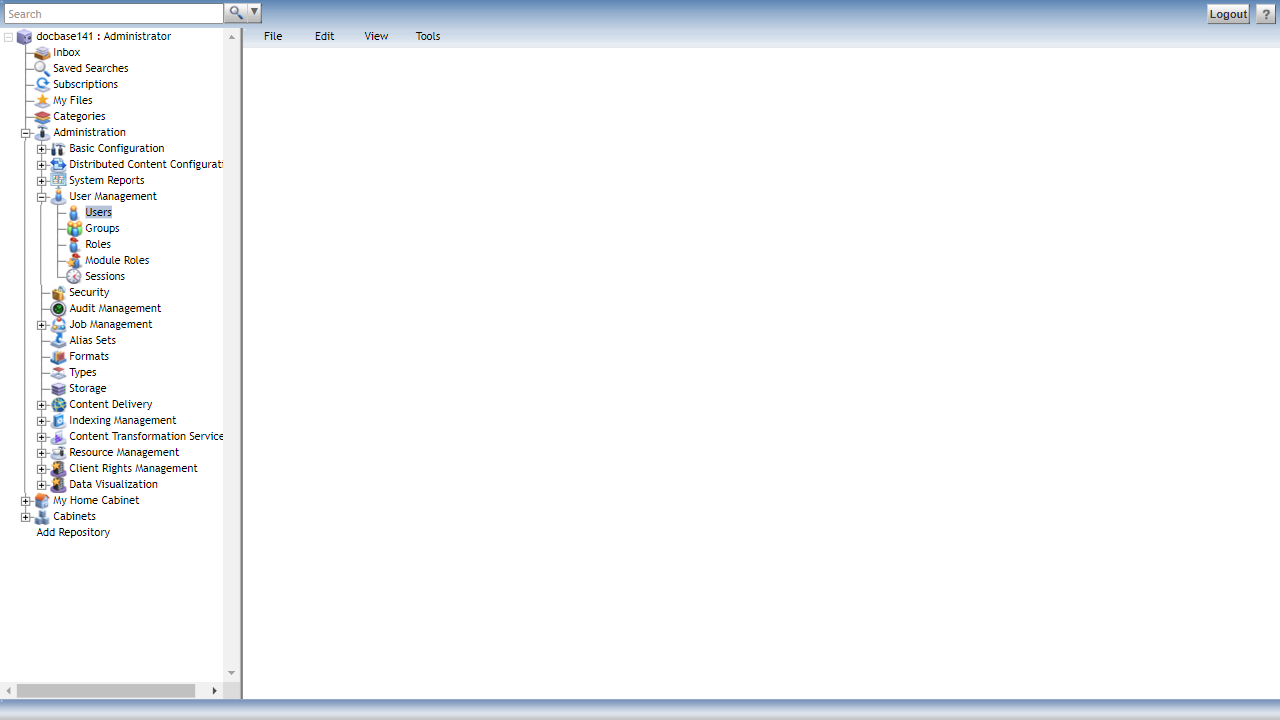 Search
Logout
?
docbase141 : Administrator
File Edit View Tools
Inbox
Saved Searches
Subscriptions
My Files
Categories
Administration
Basic Configuration
Distributed Content Configurati
System Reports
User Management
Users
Groups
Roles
Module Roles
Sessions
Security
Audit Management
Job Management
Alias Sets
Formats
Types
Storage
Content Delivery
Indexing Management
Content Transformation Service
Resource Management
Client Rights Management
Data Visualization
My Home Cabinet
Cabinets
Add Repository